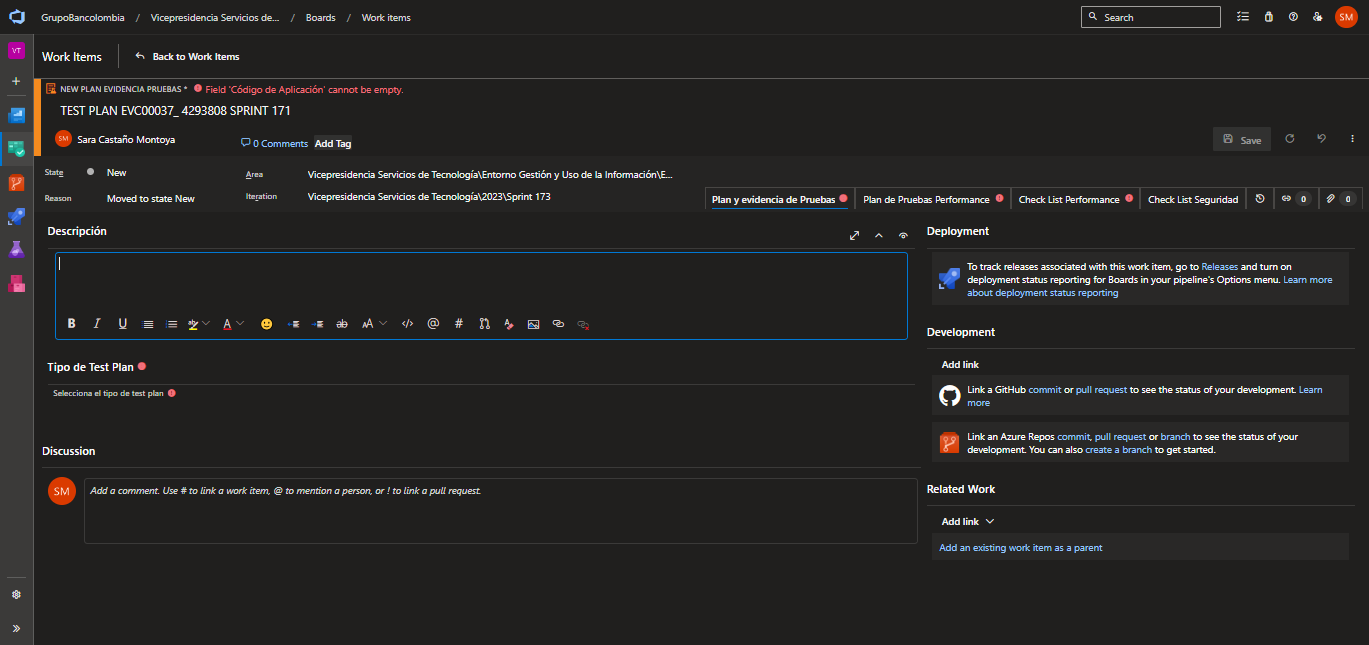 GrupoBancolombia / Vicepresidencia Servicios de... / Boards / Work items
Search
SM
VT
Work Items
Back to Work Items
NEW PLAN EVIDENCIA PRUEBAS * Field 'Código de Aplicación' cannot be empty.
TEST PLAN EVC00037_ 4293808 SPRINT 171
SM Sara Castaño Montoya
0 Comments Add Tag
Save
State New
Area Vicepresidencia Servicios de Tecnología\Entorno Gestión y Uso de la Información\E...
Reason Moved to state New
Iteration Vicepresidencia Servicios de Tecnología\2023\Sprint 173
Plan y evidencia de Pruebas
Plan de Pruebas Performance
Check List Performance
Check List Seguridad
0
0
Descripción
B I U ab A ab AA </> @ # A
Tipo de Test Plan
Selecciona el tipo de test plan
Discussion
SM
Add a comment. Use # to link a work item, @ to mention a person, or ! to link a pull request.
Deployment
To track releases associated with this work item, go to Releases and turn on
deployment status reporting for Boards in your pipeline's Options menu. Learn more
about deployment status reporting
Development
Add link
Link a GitHub commit or pull request to see the status of your development. Learn
more
Link an Azure Repos commit, pull request or branch to see the status of your
development. You can also create a branch to get started.
Related Work
Add link
Add an existing work item as a parent